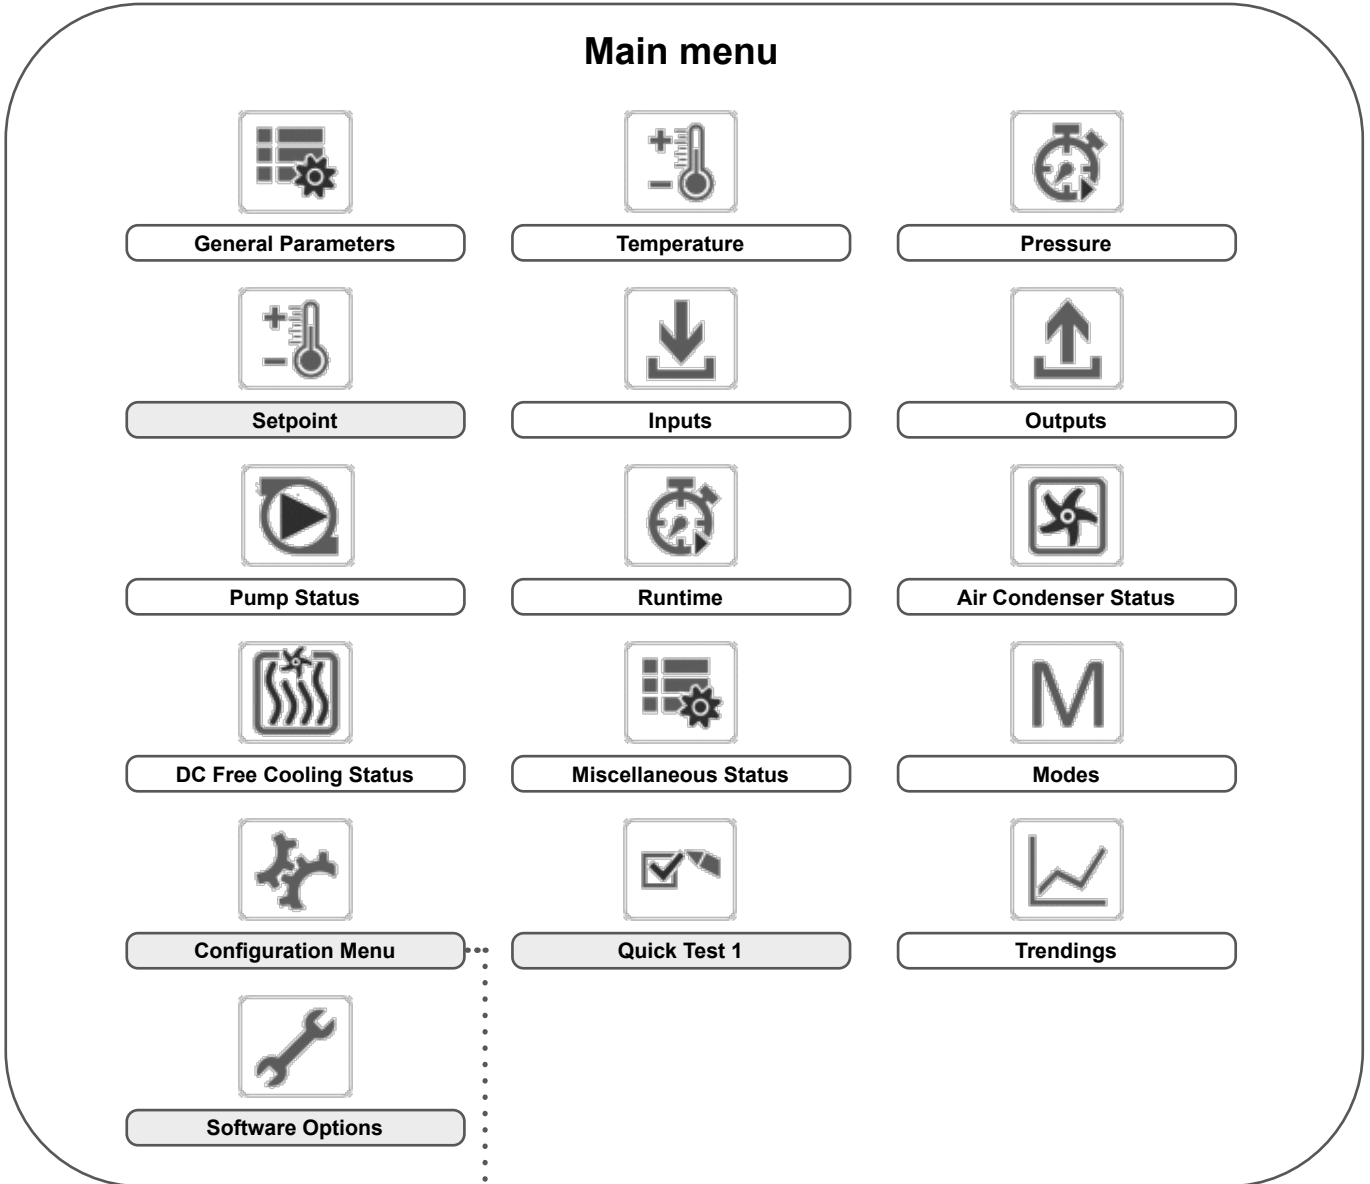 Main menu
General Parameters
Temperature
Pressure
Setpoint
Inputs
Outputs
Pump Status
Runtime
Air Condenser Status
DC Free Cooling Status
Miscellaneous Status
M
Modes
Configuration Menu
Quick Test 1
Trendings
Software Options